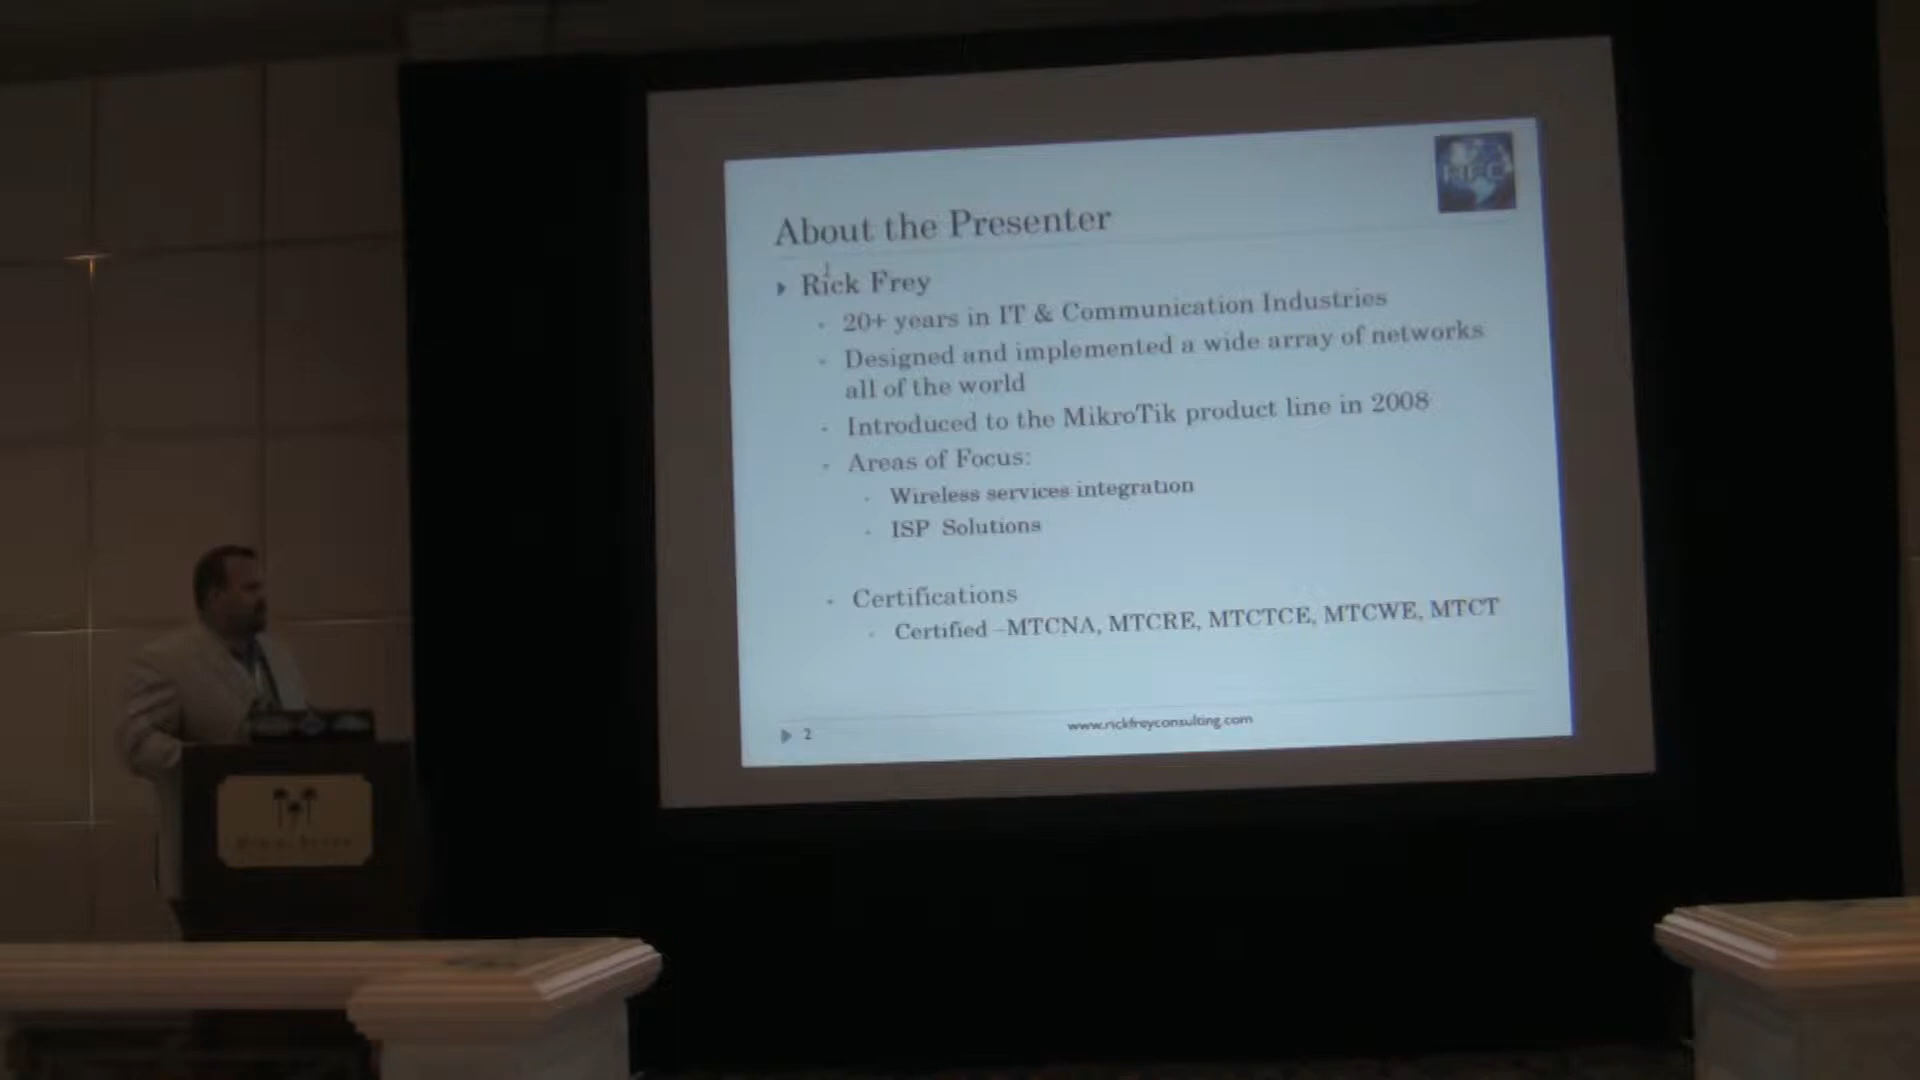 About the Presenter
Rick Frey
20+ years in IT & Communication Industries
Designed and implemented a wide array of networks
all of the world
Introduced to the MikroTik product line in 2008
Areas of Focus:
Wireless services integration
ISP Solutions
Certifications
Certified –MTCNA, MTCRE, MTCTCE, MTCWE, MTCT
2
www.rickfreyconsulting.com